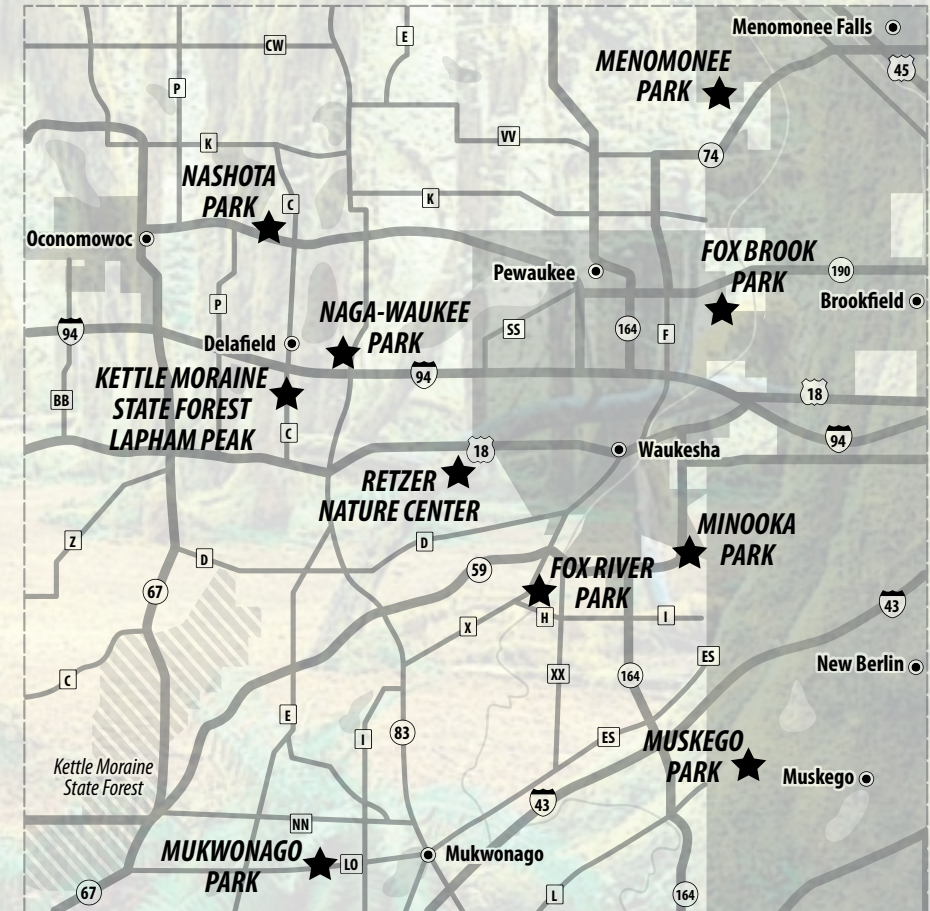 Menomonee Falls
CW
E
MENOMONEE
PARK
45
P
K
VV
74
NASHOTA
PARK
C
K
Oconomowoc
FOX BROOK
PARK
Pewaukee
190
P
NAGA-WAUKEE
PARK
Brookfield
94
SS
164
F
Delafield
94
KETTLE MORAINE
STATE FOREST
LAPHAM PEAK
BB
18
C
94
18
Waukesha
RETZER
NATURE CENTER
MINOOKA
PARK
Z
D
D
59
FOX RIVER
PARK
67
43
H
I
X
ES
New Berlin
C
XX
164
E
I
83
ES
MUSKEGO
PARK
Kettle Moraine
State Forest
Muskego
43
NN
MUKWONAGO
PARK
LO
Mukwonago
67
L
164